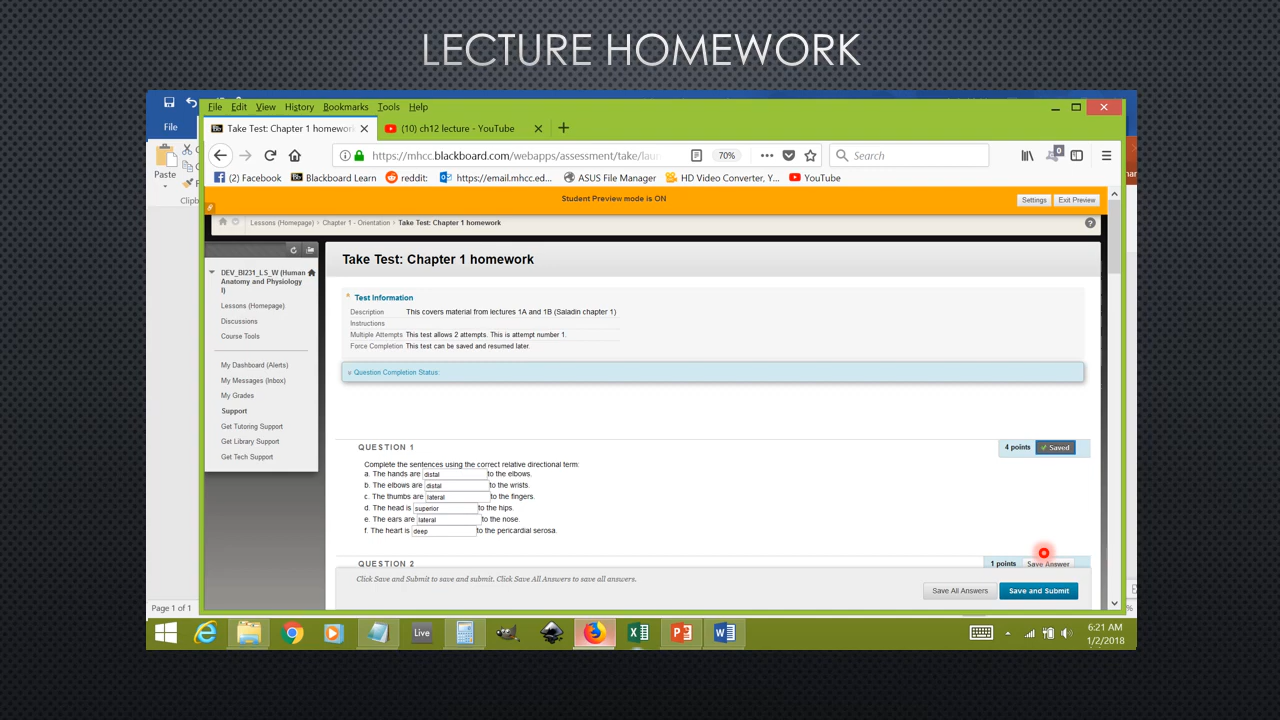 LECTURE HOMEWORK
File
Paste
Clipb
Page 1 of 1
File Edit View History Bookmarks Tools Help
Take Test: Chapter 1 homework
(10) ch12 lecture - YouTube
https://mhcc.blackboard.com/webapps/assessment/take/laun
70%
Search
0
(2) Facebook Blackboard Learn reddit: https://email.mhcc.ed... ASUS File Manager HD Video Converter, Y... YouTube
Student Preview mode is ON
Settings
Exit Preview
Lessons (Homepage) Chapter 1 - Orientation Take Test: Chapter 1 homework
DEV_BI231_LS_W (Human
Anatomy and Physiology
I)
Lessons (Homepage)
Discussions
Course Tools
My Dashboard (Alerts)
My Messages (Inbox)
My Grades
Support
Get Tutoring Support
Get Library Support
Get Tech Support
Take Test: Chapter 1 homework
* Test Information
Description This covers material from lectures 1A and 1B (Saladin chapter 1)
Instructions
Multiple Attempts This test allows 2 attempts. This is attempt number 1.
Force Completion This test can be saved and resumed later.
Question Completion Status:
QUESTION 1
4 points Saved
Complete the sentences using the correct relative directional term:
a. The hands are distal to the elbows.
b. The elbows are distal to the wrists.
c. The thumbs are lateral to the fingers.
d. The head is superior to the hips.
e. The ears are lateral to the nose.
f. The heart is deep to the pericardial serosa.
QUESTION 2
1 points Save Answer
Click Save and Submit to save and submit. Click Save All Answers to save all answers.
Save All Answers
Save and Submit
Live
6:21 AM
1/2/2018